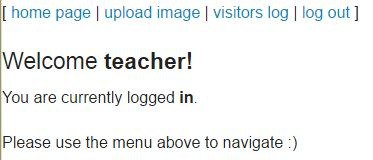 [ home page | upload image | visitors log | log out ]
Welcome teacher!
You are currently logged in.
Please use the menu above to navigate :)